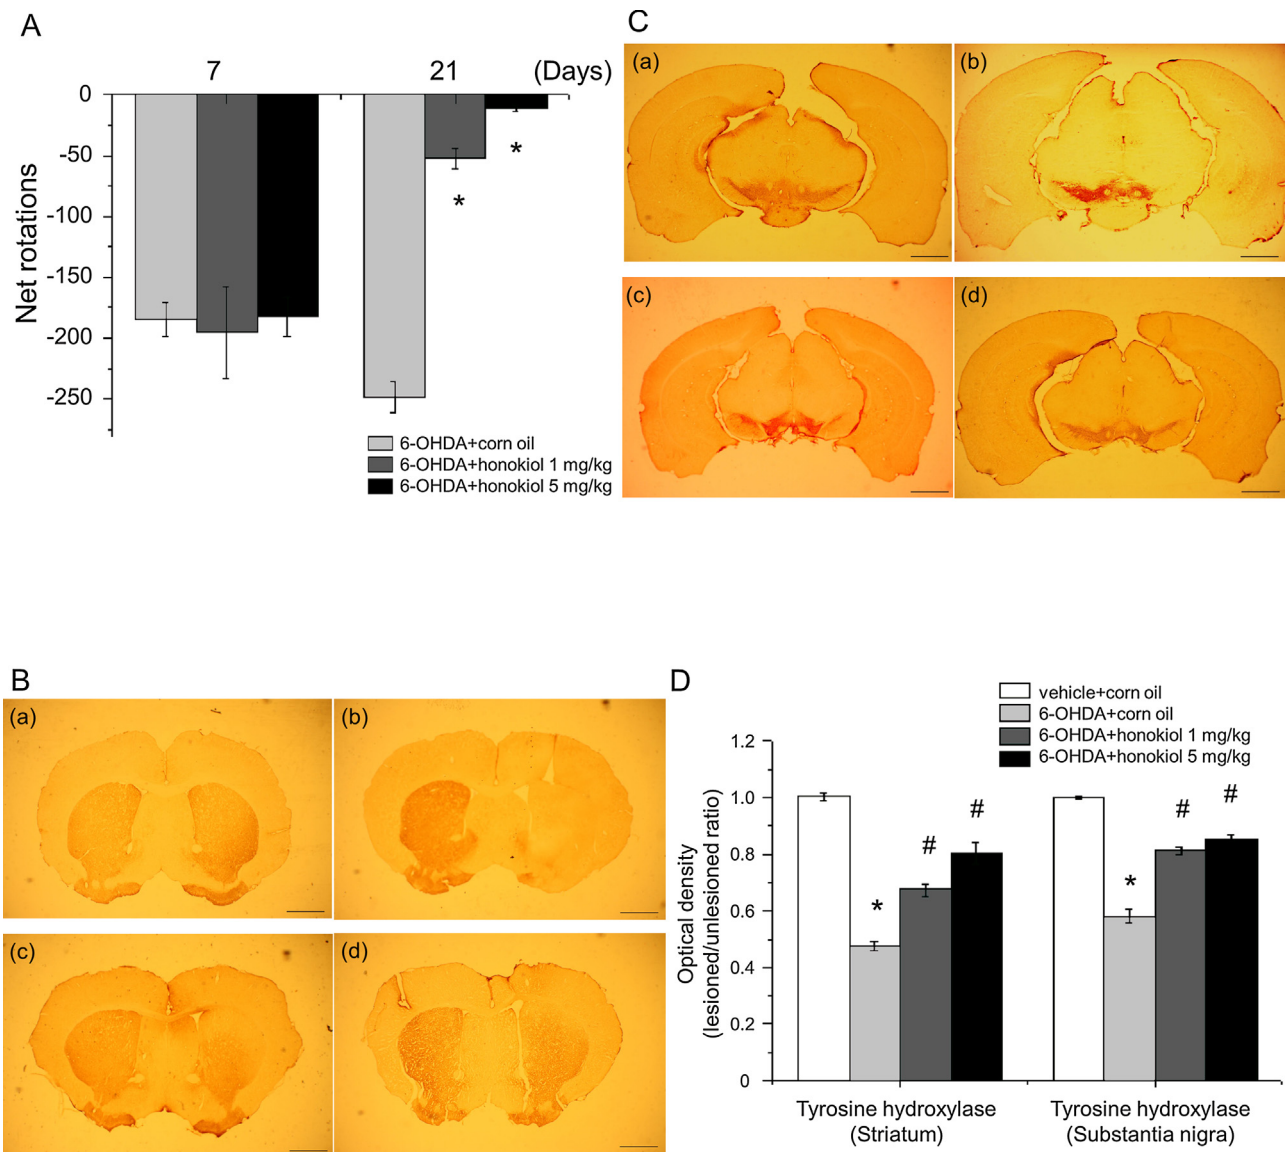 A
7 21 (Days)
0
-50
-100
-150
-200
-250
Net rotations
*
*
6-OHDA+corn oil
6-OHDA+honokiol 1 mg/kg
6-OHDA+honokiol 5 mg/kg
C
(a)
(b)
(c)
(d)
B
(a)
(b)
(c)
(d)
D
vehicle+corn oil
6-OHDA+corn oil
6-OHDA+honokiol 1 mg/kg
6-OHDA+honokiol 5 mg/kg
1.2
1.0
0.8
0.6
0.4
0.2
0
Optical density
(lesioned/unlesioned ratio)
* # # * # #
Tyrosine hydroxylase
(Striatum)
Tyrosine hydroxylase
(Substantia nigra)